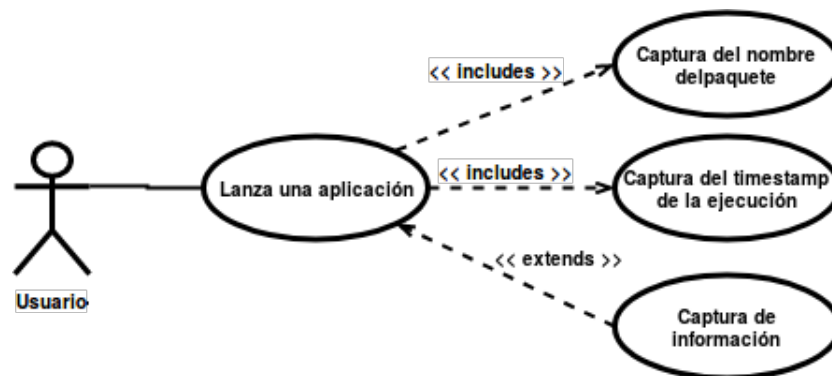 Captura del nombre
delpaquete
<< includes >>
Lanza una aplicación
<< includes >>
Captura del timestamp
de la ejecución
<< extends >>
Usuario
Captura de
información